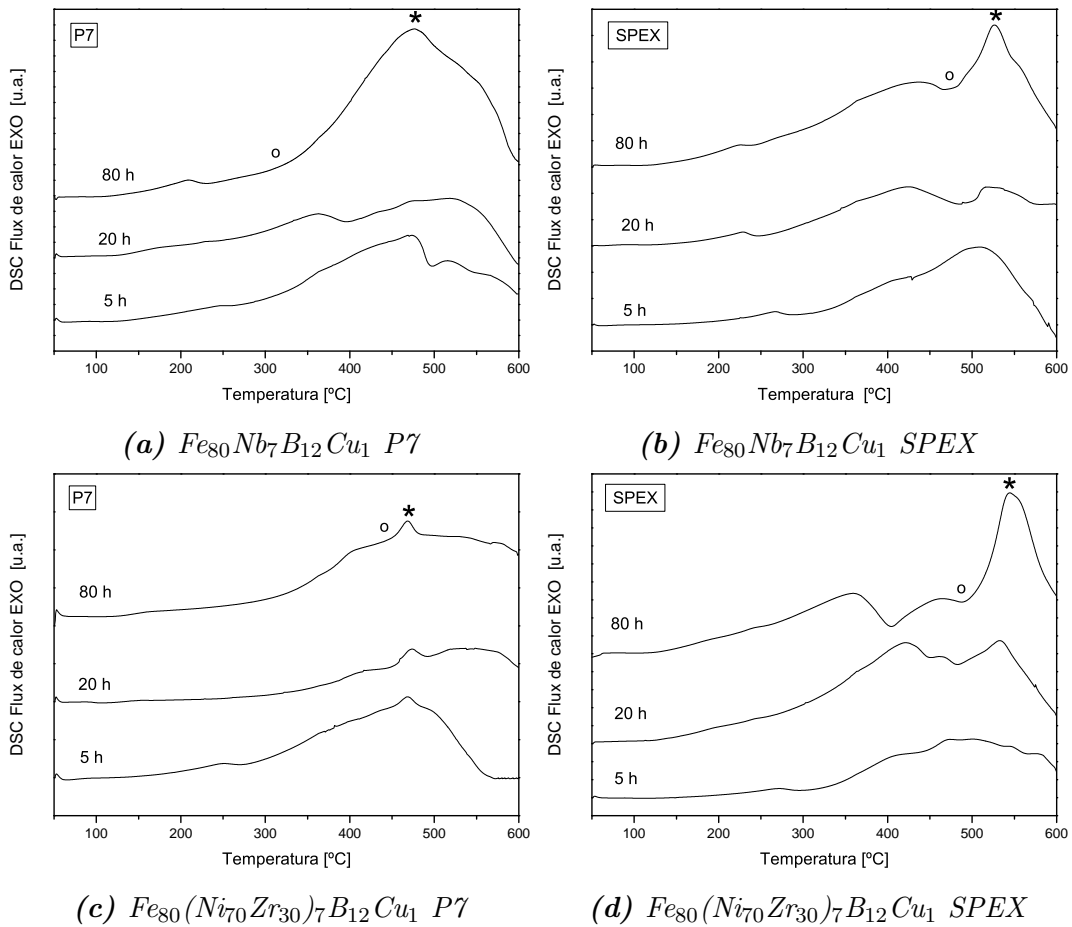 P7
*
o
80 h
20 h
5 h
DSC Flux de calor EXO [u.a.]
100 200 300 400 500 600
Temperatura [ºC]
(a) Fe80Nb7B12Cu1 P7
SPEX
*
o
80 h
20 h
5 h
DSC Flux de calor EXO [u.a.]
100 200 300 400 500 600
Temperatura [ºC]
(b) Fe80Nb7B12Cu1 SPEX
P7
*
o
80 h
20 h
5 h
DSC Flux de calor EXO [u.a.]
100 200 300 400 500 600
Temperatura [ºC]
(c) Fe80(Ni70Zr30)7B12Cu1 P7
SPEX
*
o
80 h
20 h
5 h
DSC Flux de calor EXO [u.a.]
100 200 300 400 500 600
Temperatura [ºC]
(d) Fe80(Ni70Zr30)7B12Cu1 SPEX